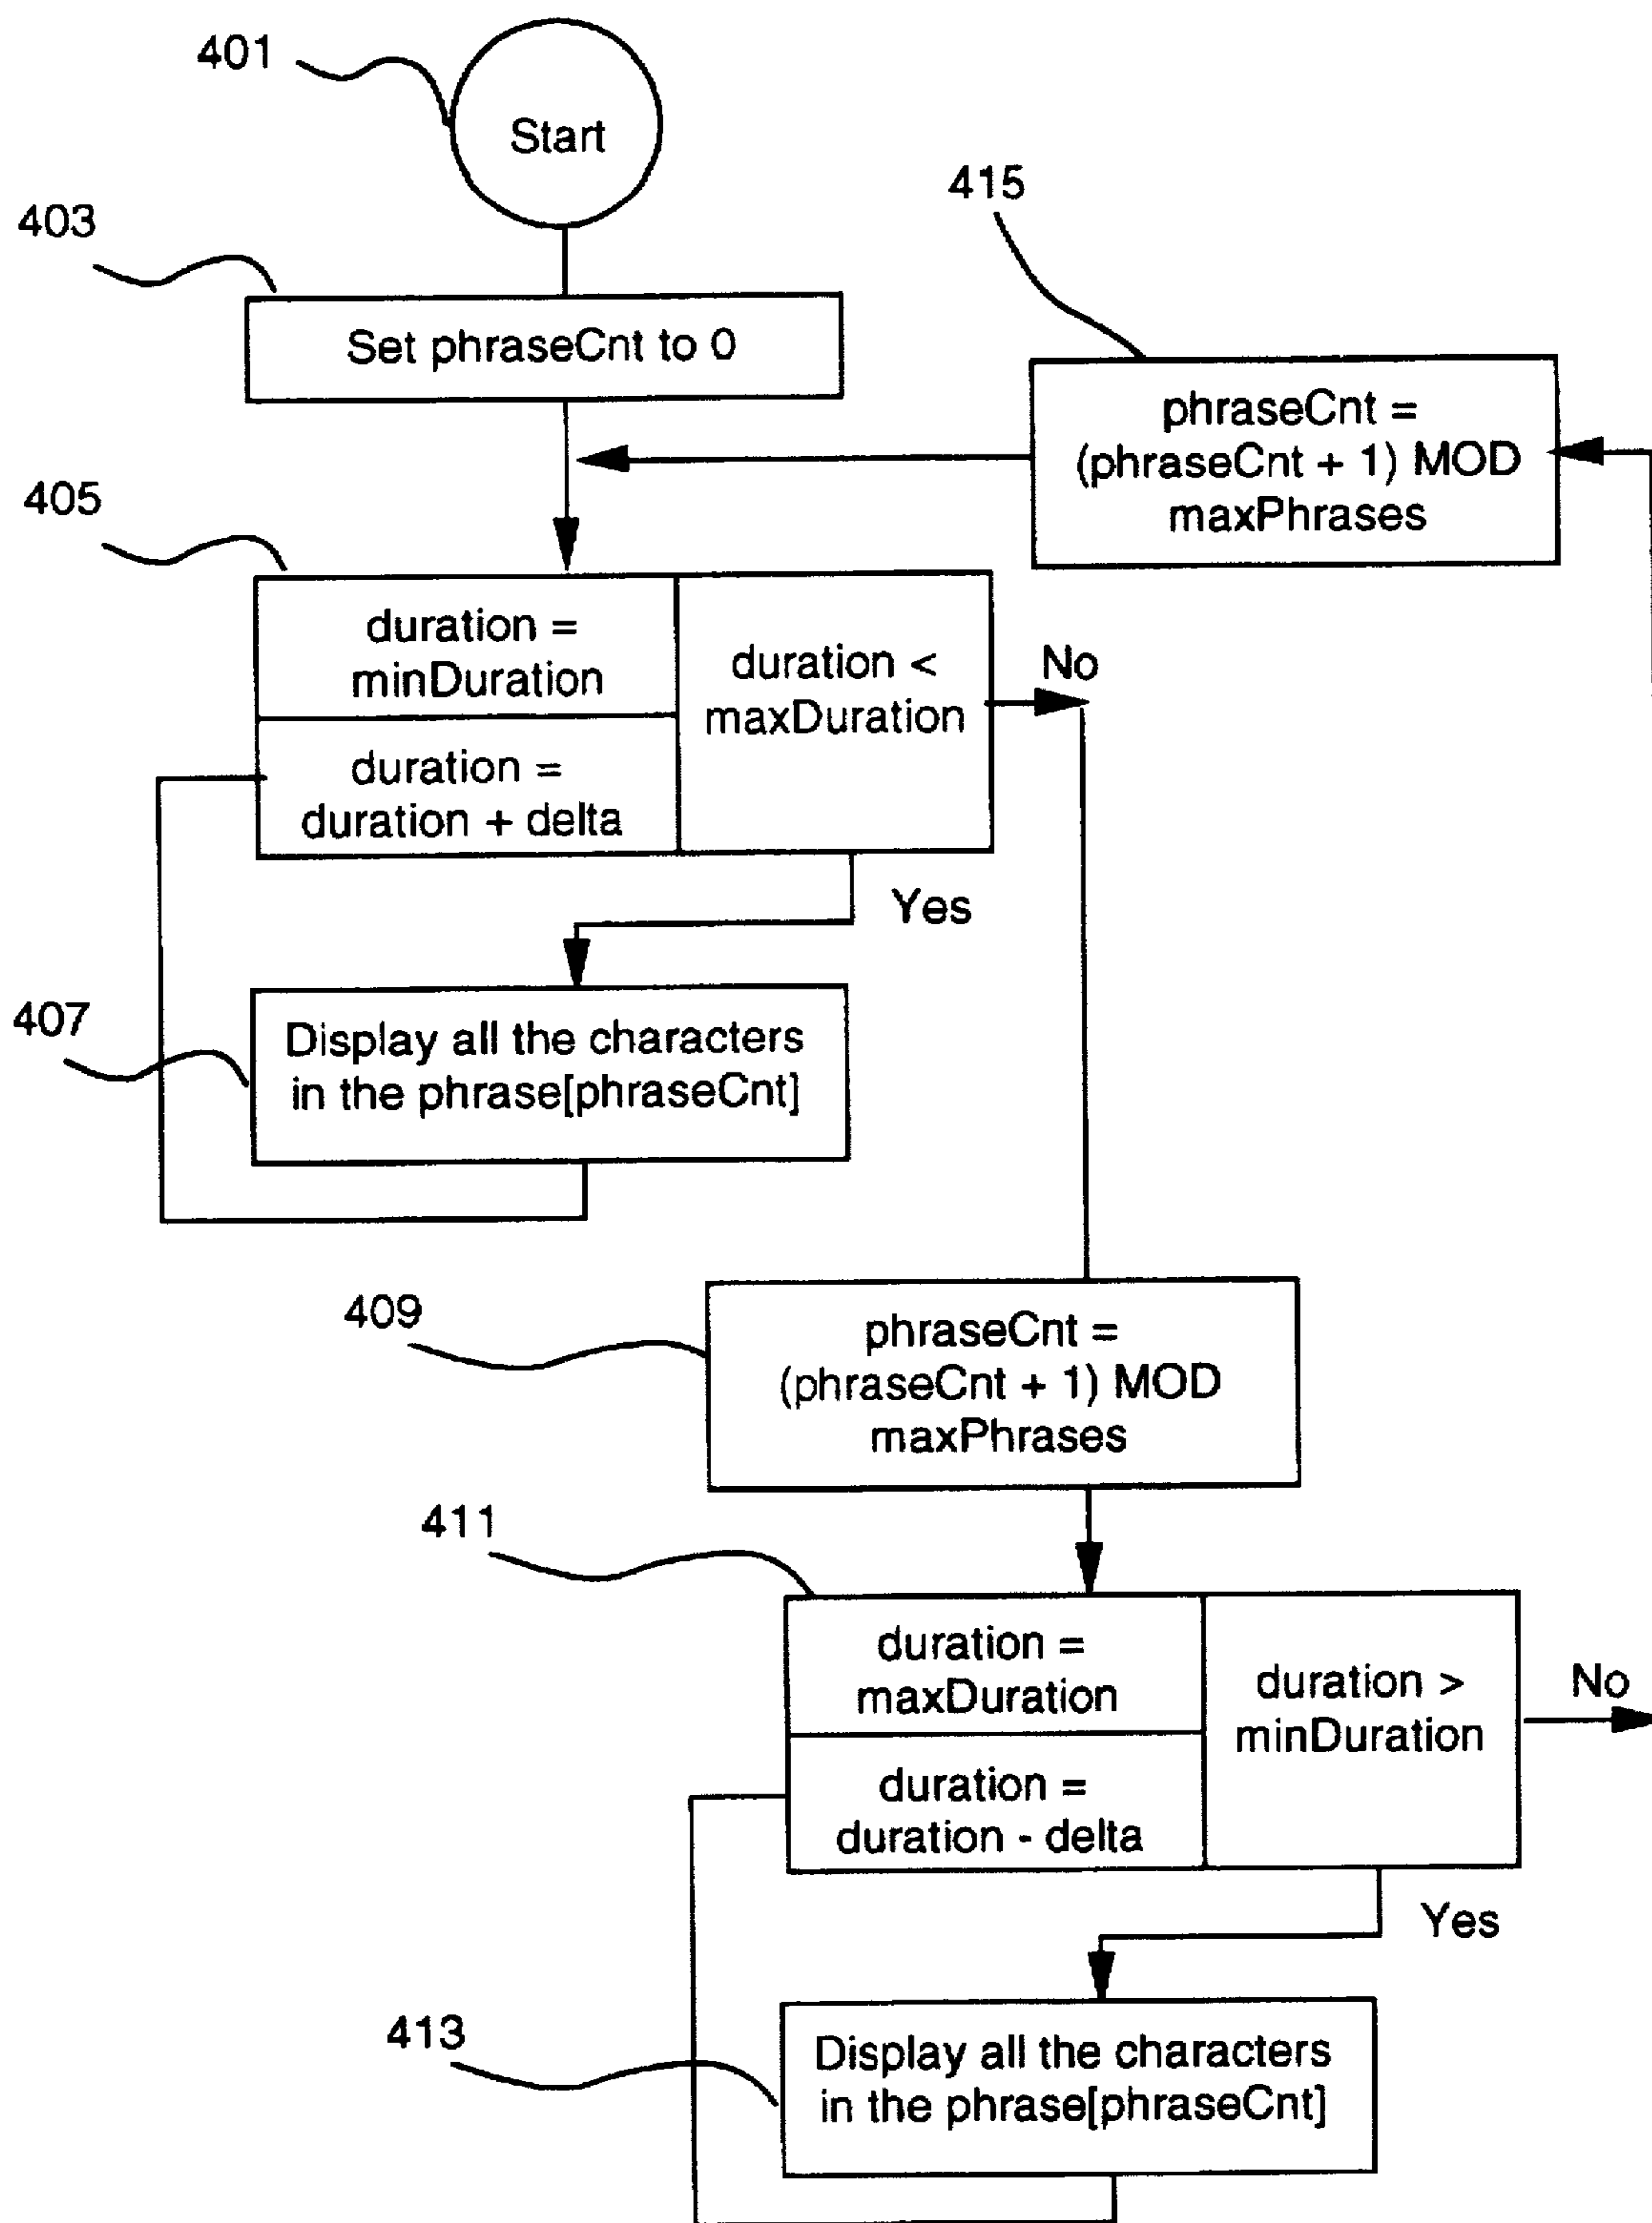 401
Start
403
Set phraseCnt to 0
415
phraseCnt =
(phraseCnt + 1) MOD
maxPhrases
405
duration =
minDuration
duration <
maxDuration
No
duration =
duration + delta
Yes
407
Display all the characters
in the phrase[phraseCnt]
409
phraseCnt =
(phraseCnt + 1) MOD
maxPhrases
411
duration =
maxDuration
duration >
minDuration
No
duration =
duration - delta
Yes
413
Display all the characters
in the phrase[phraseCnt]